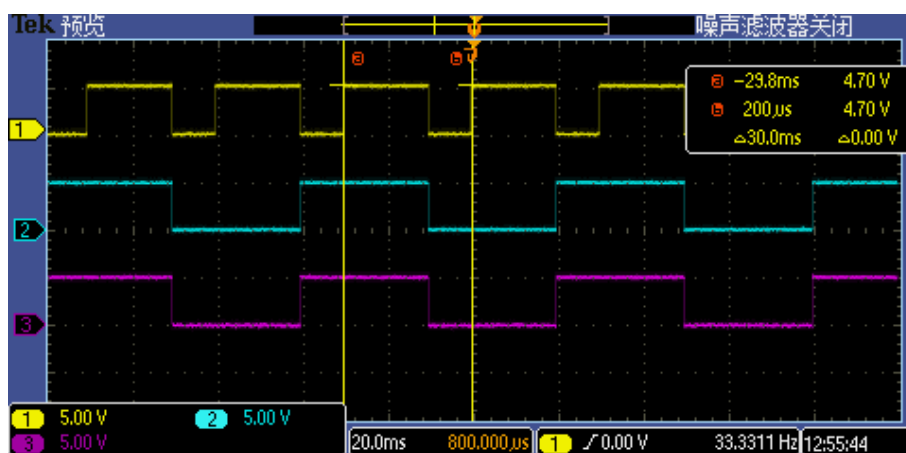 Tek 预览 噪声滤波器关闭
a b
a -29.8ms 4.70 V
b 200μs 4.70 V
△30.0ms △0.00 V
1
2
3
1 5.00 V 2 5.00 V
3 5.00 V
20.0ms 800.000μs 1 0.00 V 33.3311 Hz 12:55:44